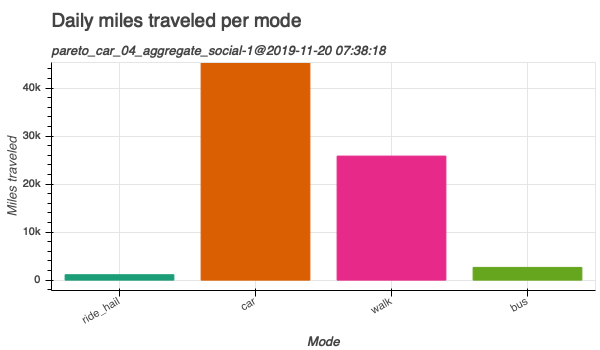 Daily miles traveled per mode
pareto_car_04_aggregate_social-1@2019-11-20 07:38:18
Miles traveled
40k
30k
20k
10k
0
ride_hail
car
walk
bus
Mode